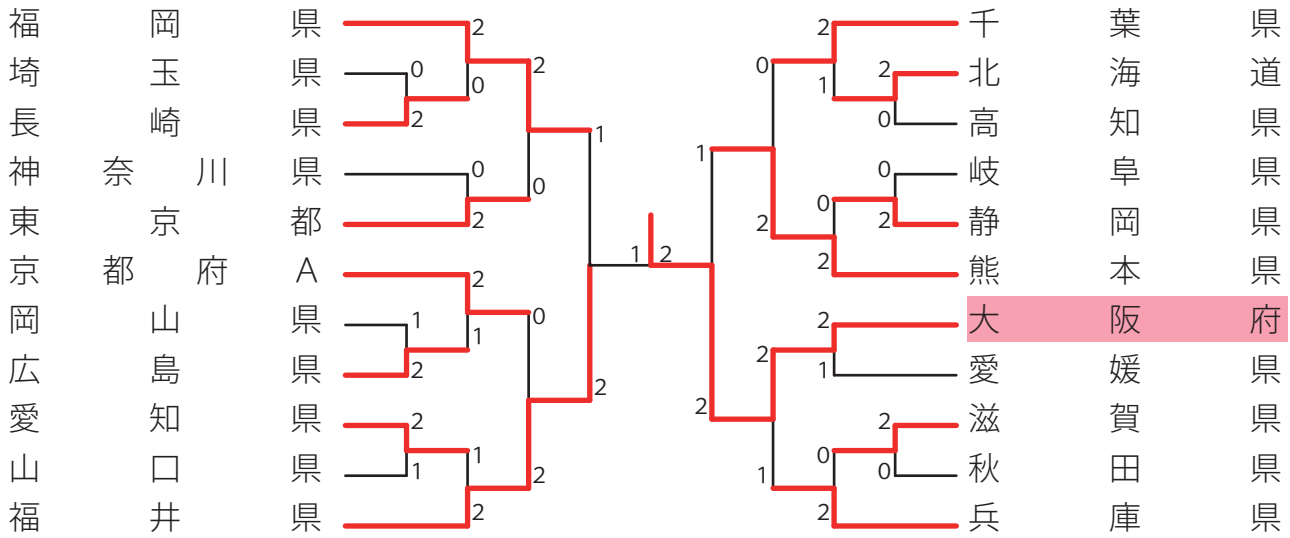 福岡県 2
埼玉県 0
0
長崎県 2
2
神奈川県 0
0
東京都 2
1
京都府A 2
岡山県 1
1
広島県 2
0
愛知県 2
山口県 1
1
福井県 2
2
2
1 2
千葉県 2
北海道 2
1
高知県 0
0
岐阜県 0
静岡県 2
0
熊本県 2
2
1
大阪府 2
愛媛県 1
2
滋賀県 2
秋田県 0
0
兵庫県 2
1
2